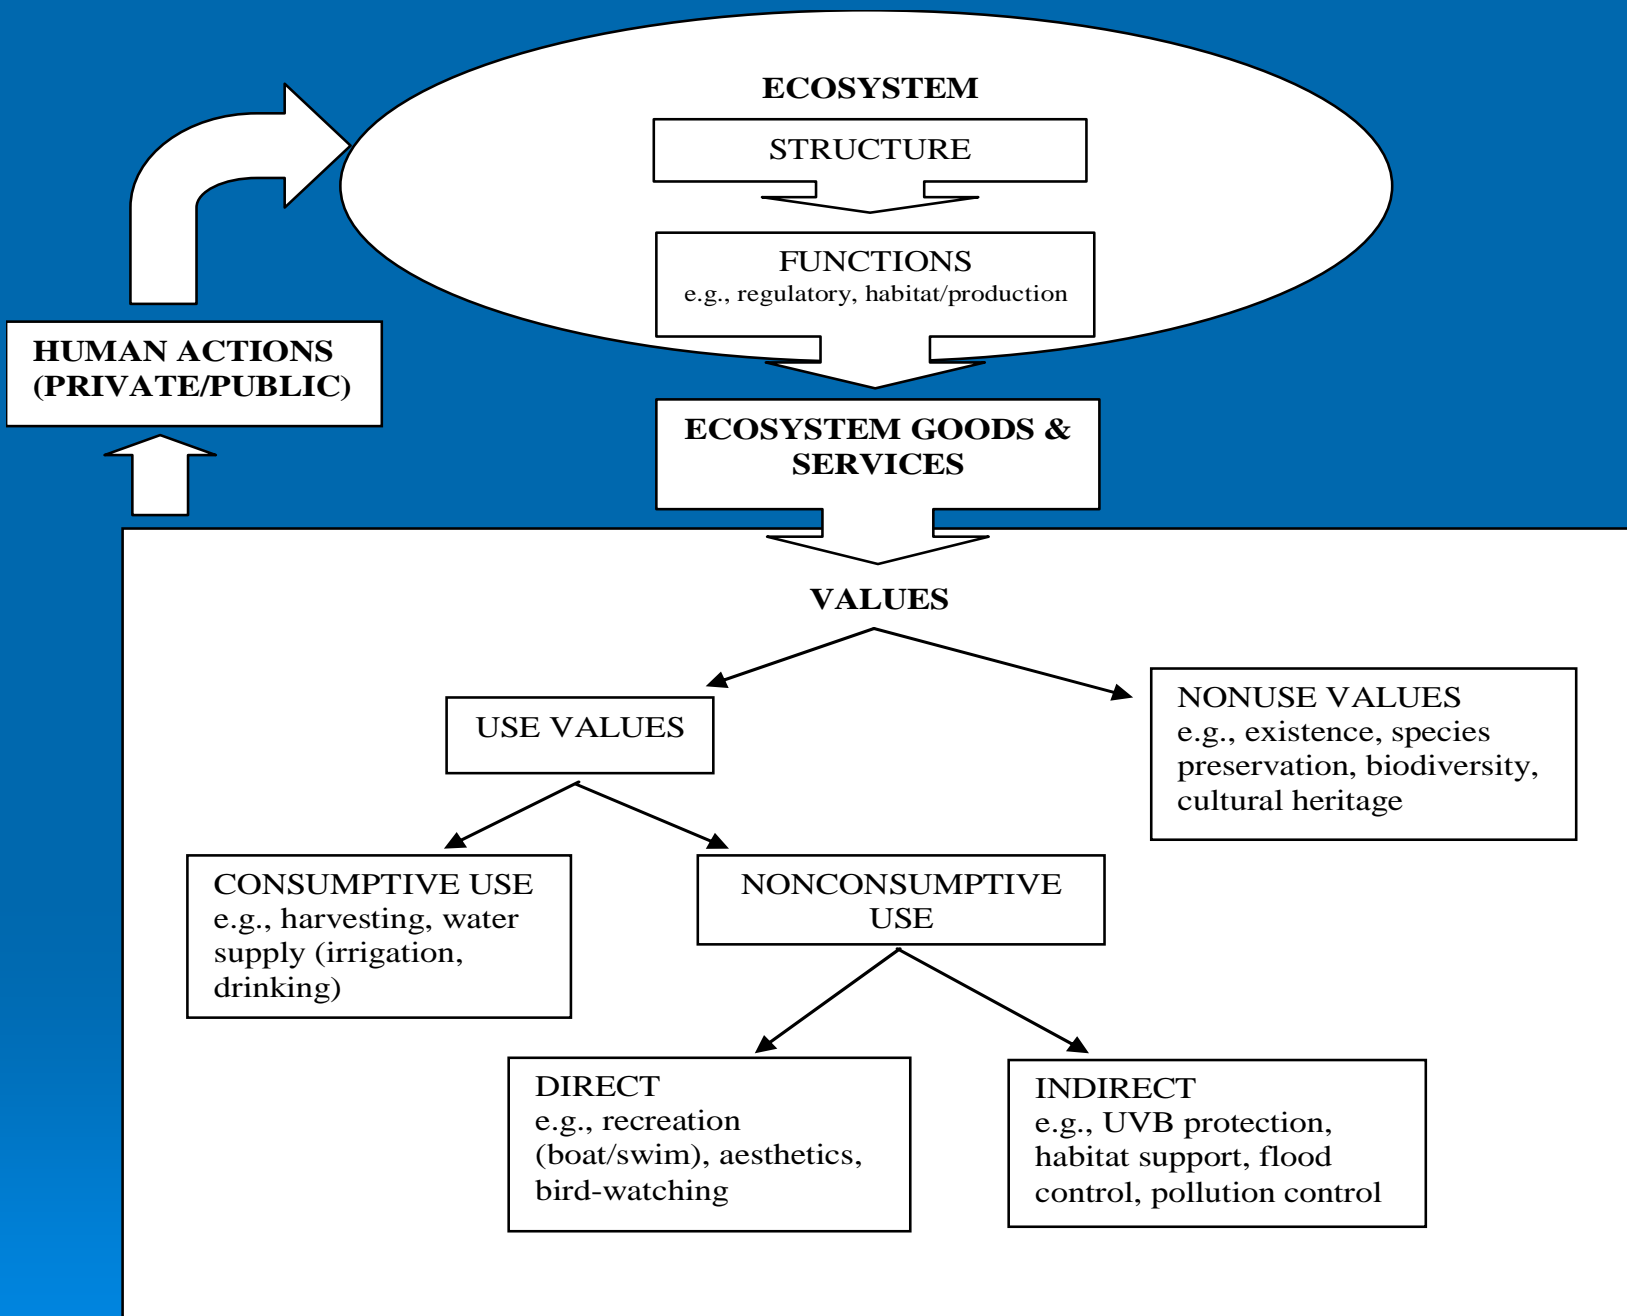 ECOSYSTEM
STRUCTURE
FUNCTIONS
e.g., regulatory, habitat/production
HUMAN ACTIONS
(PRIVATE/PUBLIC)
ECOSYSTEM GOODS &
SERVICES
VALUES
USE VALUES
NONUSE VALUES
e.g., existence, species
preservation, biodiversity,
cultural heritage
CONSUMPTIVE USE
e.g., harvesting, water
supply (irrigation,
drinking)
NONCONSUMPTIVE
USE
DIRECT
e.g., recreation
(boat/swim), aesthetics,
bird-watching
INDIRECT
e.g., UVB protection,
habitat support, flood
control, pollution control